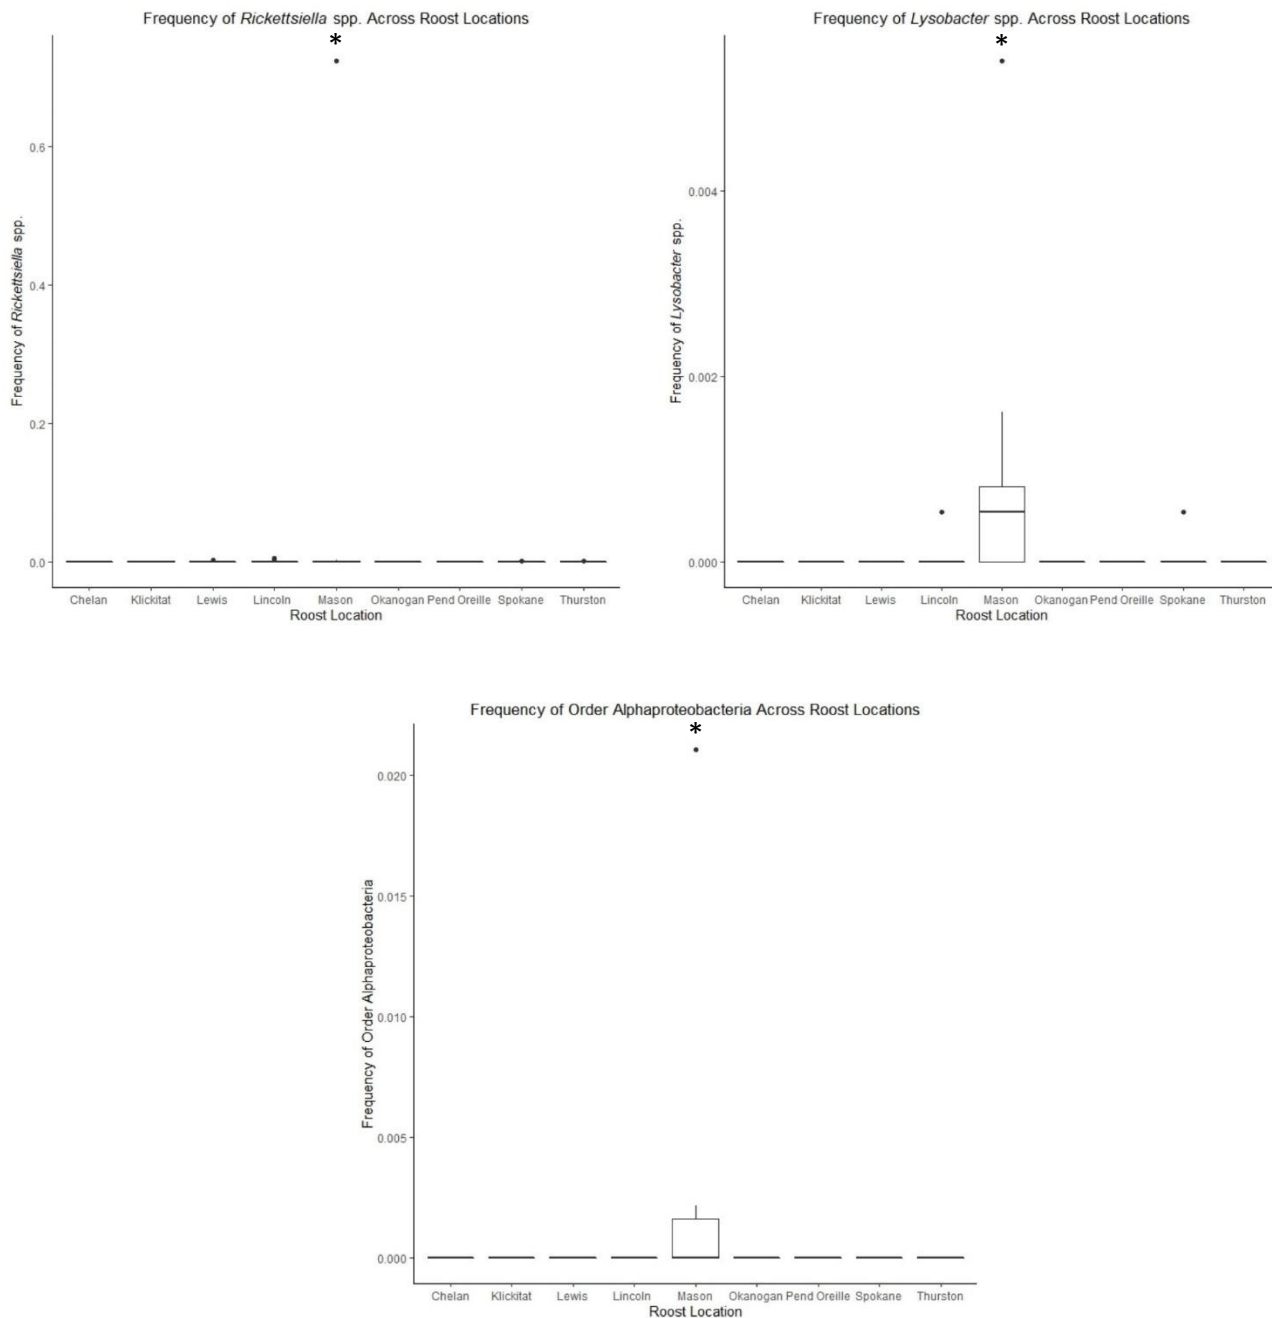 Frequency of Rickettsiella spp. Across Roost Locations
*
0.6
0.4
0.2
0.0
Frequency of Rickettsiella spp.
Chelan Klickitat Lewis Lincoln Mason Okanogan Pend Oreille Spokane Thurston
Roost Location
Frequency of Lysobacter spp. Across Roost Locations
*
0.004
0.002
0.000
Frequency of Lysobacter spp.
Chelan Klickitat Lewis Lincoln Mason Okanogan Pend Oreille Spokane Thurston
Roost Location
Frequency of Order Alphaproteobacteria Across Roost Locations
*
0.020
0.015
0.010
0.005
0.000
Frequency of Order Alphaproteobacteria
Chelan Klickitat Lewis Lincoln Mason Okanogan Pend Oreille Spokane Thurston
Roost Location